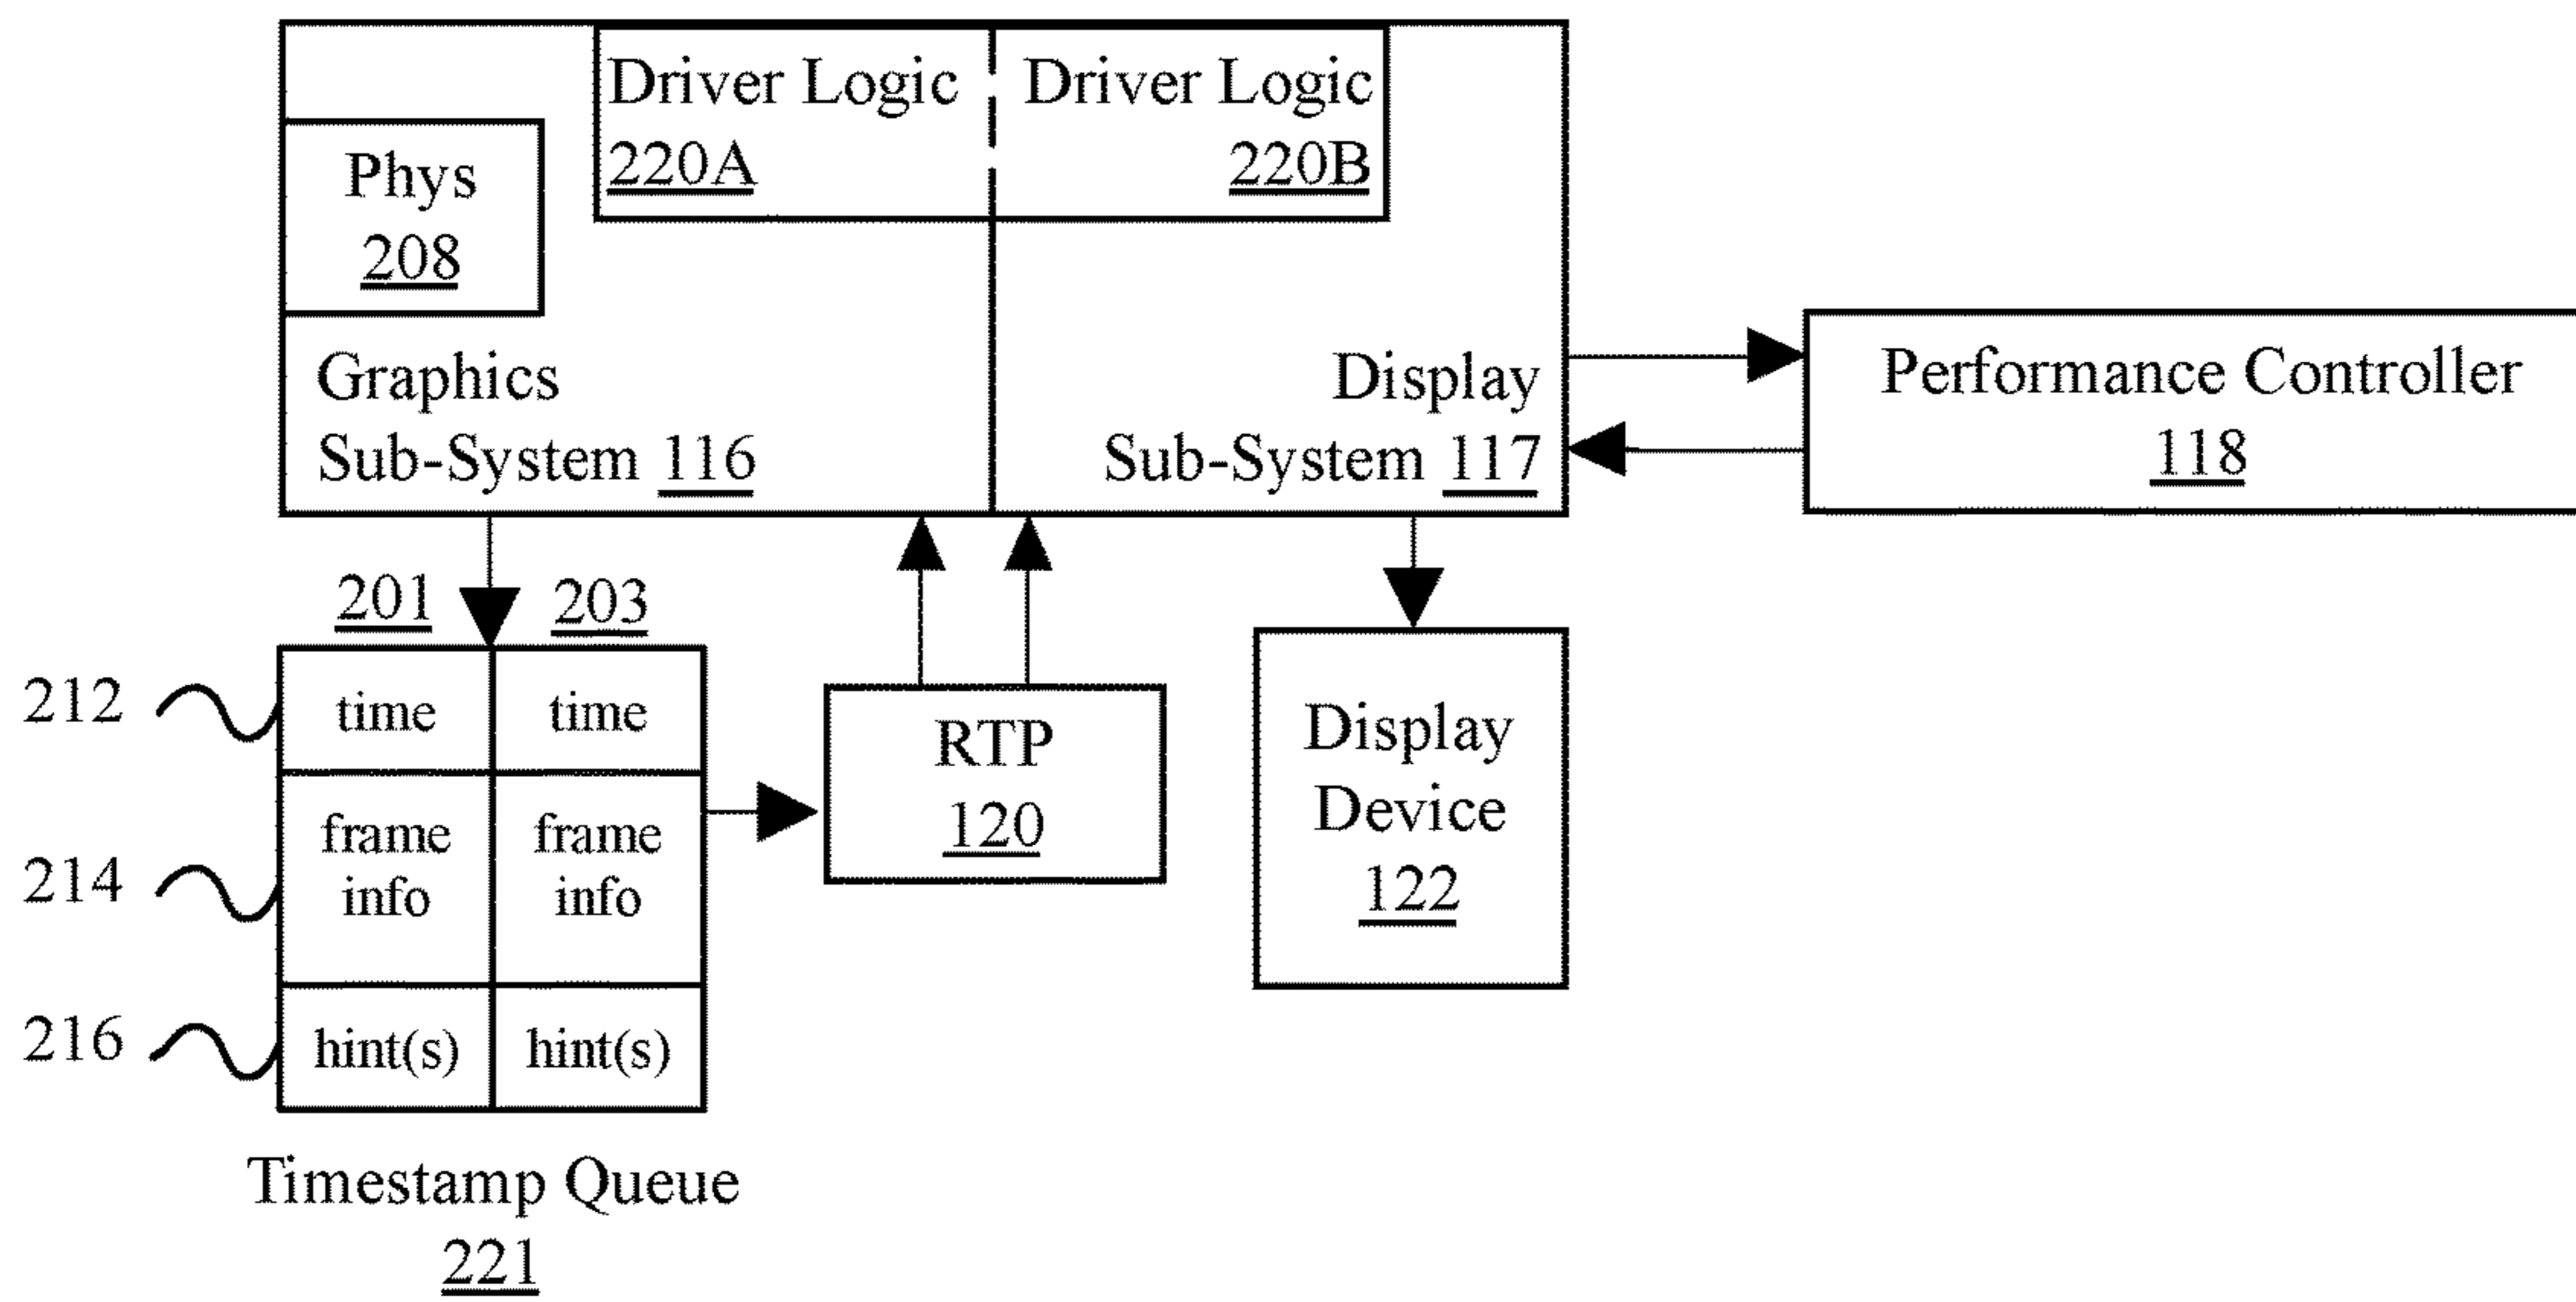 Driver Logic
220A
Driver Logic
220B
Phys
208
Graphics
Sub-System 116
Display
Sub-System 117
Performance Controller
118
201
203
212
time
time
214
frame
info
frame
info
216
hint(s)
hint(s)
RTP
120
Display
Device
122
Timestamp Queue
221